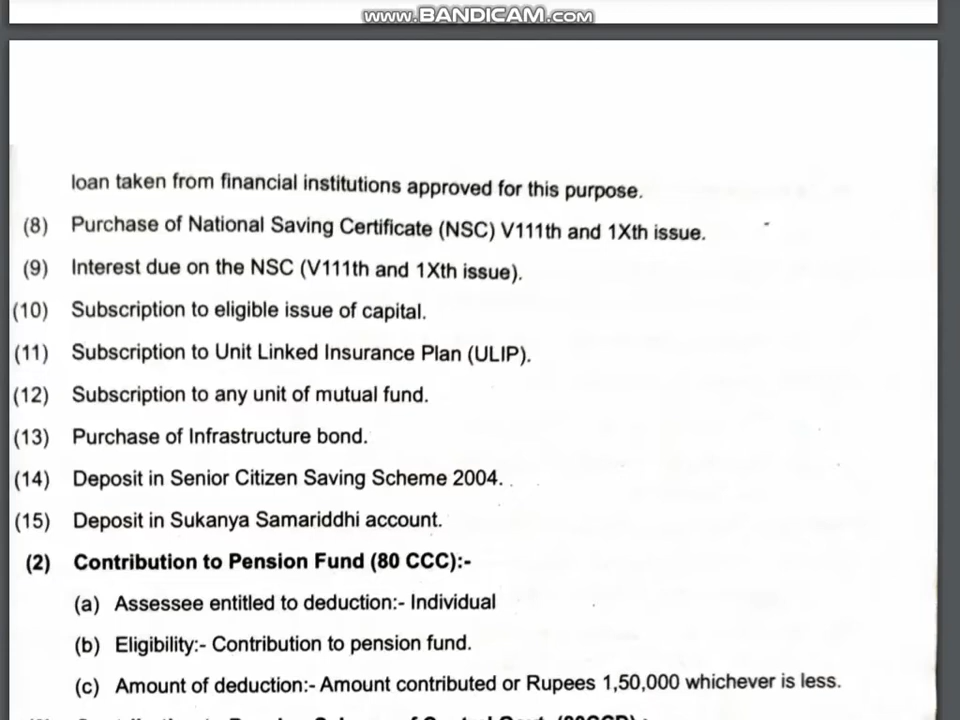 www.BANDICAM.com
loan taken from financial institutions approved for this purpose.
(8) Purchase of National Saving Certificate (NSC) V111th and 1Xth issue.
(9) Interest due on the NSC (V111th and 1Xth issue).
(10) Subscription to eligible issue of capital.
(11) Subscription to Unit Linked Insurance Plan (ULIP).
(12) Subscription to any unit of mutual fund.
(13) Purchase of Infrastructure bond.
(14) Deposit in Senior Citizen Saving Scheme 2004.
(15) Deposit in Sukanya Samariddhi account.
(2) Contribution to Pension Fund (80 CCC):-
(a) Assessee entitled to deduction:- Individual
(b) Eligibility:- Contribution to pension fund.
(c) Amount of deduction:- Amount contributed or Rupees 1,50,000 whichever is less.